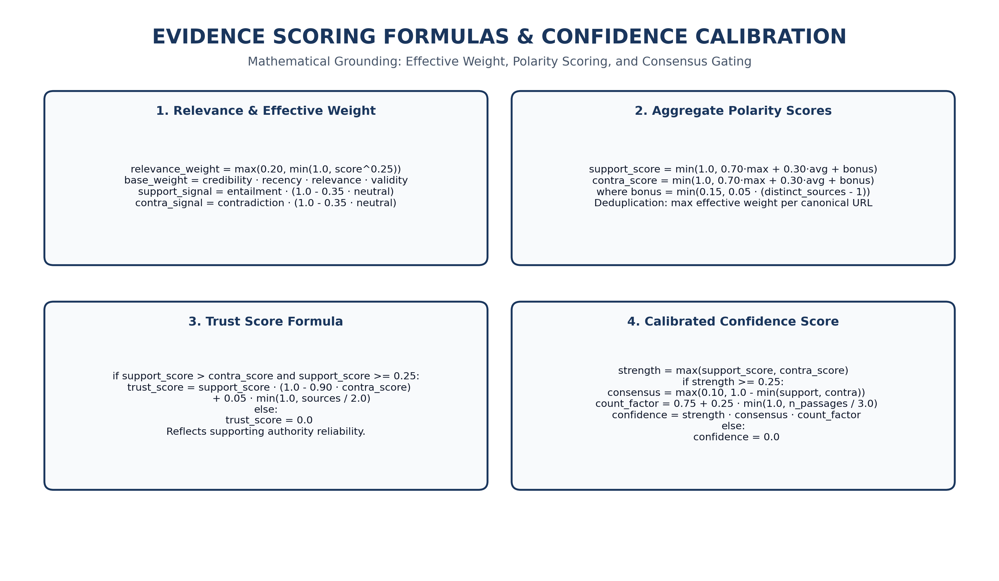 EVIDENCE SCORING FORMULAS & CONFIDENCE CALIBRATION
Mathematical Grounding: Effective Weight, Polarity Scoring, and Consensus Gating
1. Relevance & Effective Weight
relevance_weight = max(0.20, min(1.0, score^0.25))
base_weight = credibility · recency · relevance · validity
support_signal = entailment · (1.0 - 0.35 · neutral)
contra_signal = contradiction · (1.0 - 0.35 · neutral)
2. Aggregate Polarity Scores
support_score = min(1.0, 0.70·max + 0.30·avg + bonus)
contra_score = min(1.0, 0.70·max + 0.30·avg + bonus)
where bonus = min(0.15, 0.05 · (distinct_sources - 1))
Deduplication: max effective weight per canonical URL
3. Trust Score Formula
if support_score > contra_score and support_score >= 0.25:
trust_score = support_score · (1.0 - 0.90 · contra_score)
+ 0.05 · min(1.0, sources / 2.0)
else:
trust_score = 0.0
Reflects supporting authority reliability.
4. Calibrated Confidence Score
strength = max(support_score, contra_score)
if strength >= 0.25:
consensus = max(0.10, 1.0 - min(support, contra))
count_factor = 0.75 + 0.25 · min(1.0, n_passages / 3.0)
confidence = strength · consensus · count_factor
else:
confidence = 0.0